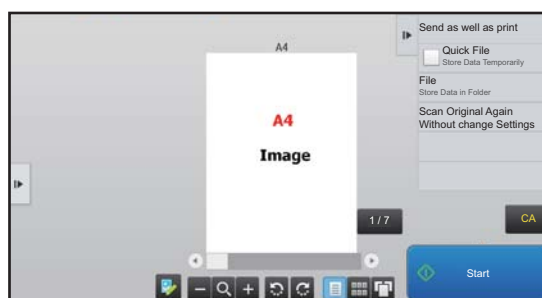 A4
A4
Image
1 / 7
Send as well as print
Quick File
Store Data Temporarily
File
Store Data in Folder
Scan Original Again
Without change Settings
CA
Start